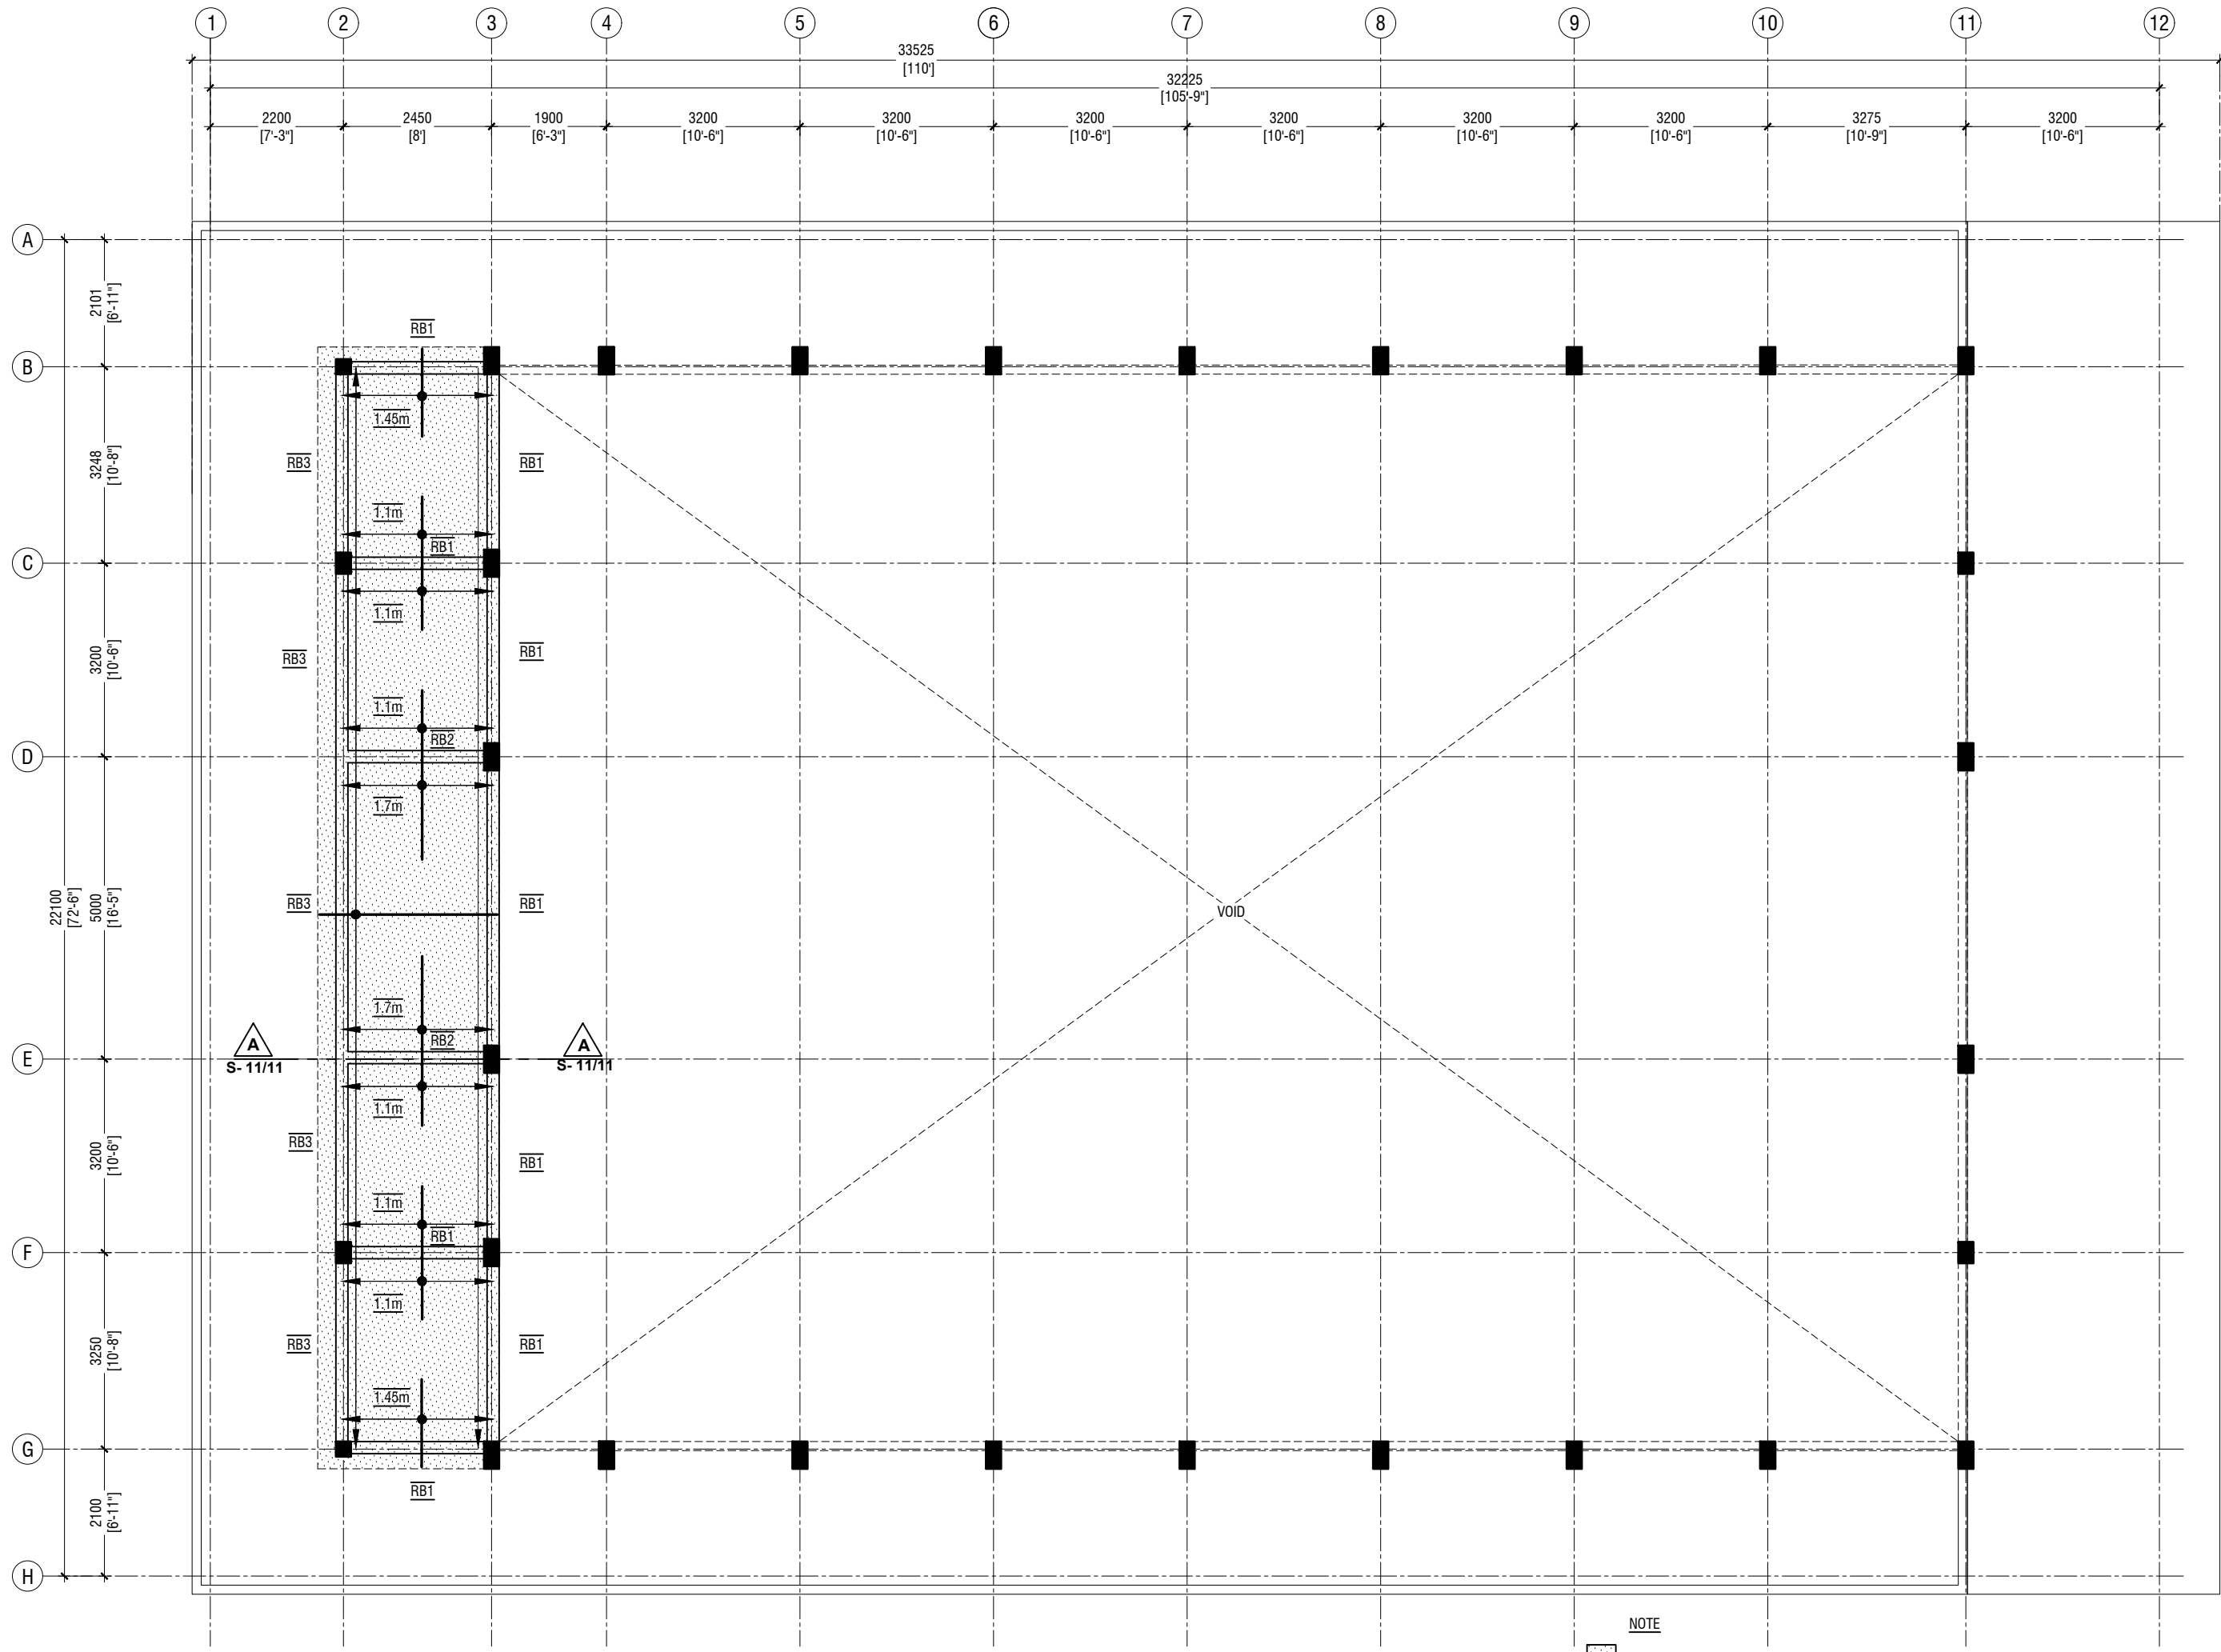 1 2 3 4 5 6 7 8 9 10 11 12
33525
[110']
32225
[105'-9"]
2200 2450 1900 3200 3200 3200 3200 3200 3200 3275 3200
[7'-3"] [8'] [6'-3"] [10'-6"] [10'-6"] [10'-6"] [10'-6"] [10'-6"] [10'-6"] [10'-9"] [10'-6"]
A
2101
[6'-11"]
RB1
B
1.45m
3248
[10'-8"]
RB3 RB1
1.1m
RB1
C
1.1m
3200
[10'-6"]
RB3 RB1
1.1m
RB2
D
1.7m
22100
[72'-6"]
5000
[16'-5"]
RB3 RB1
VOID
1.7m
RB2
A A
S- 11/11 S- 11/11
E
1.1m
3200
[10'-6"]
RB3 RB1
1.1m
RB1
F
1.1m
3250
[10'-8"]
RB3 RB1
1.45m
G
RB1
2100
[6'-11"]
H
NOTE